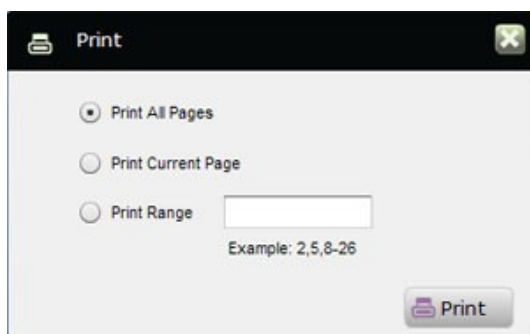 Print
Print All Pages
Print Current Page
Print Range
Example: 2,5,8-26
Print